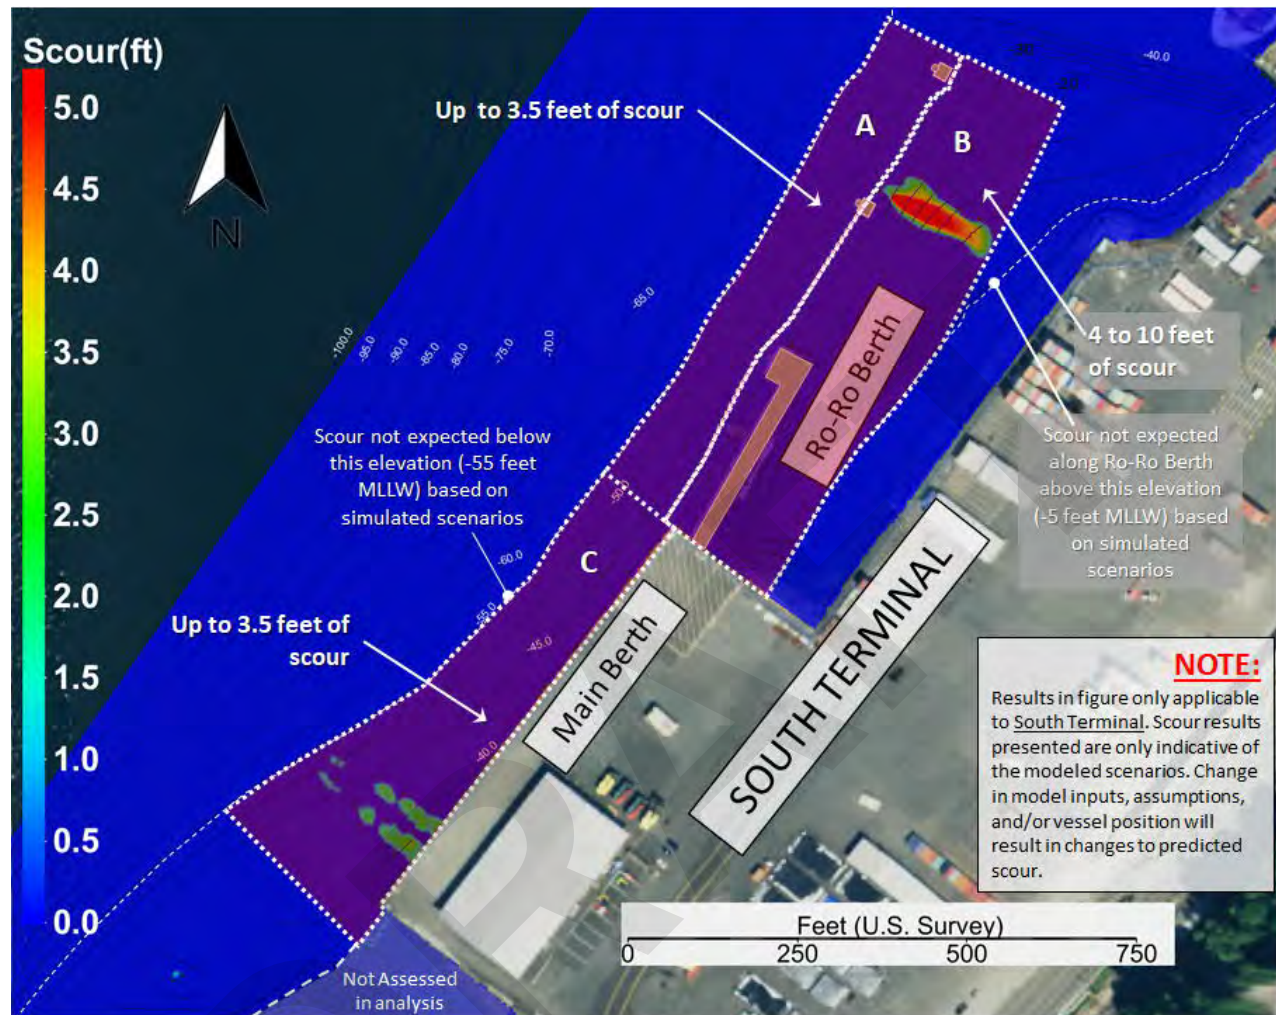 Scour(ft)
5.0
4.5
4.0
3.5
3.0
2.5
2.0
1.5
1.0
0.5
0.0
N
Up to 3.5 feet of scour
A
B
-40.0
-65.0
-100.0
-95.0
-90.0
-85.0
-80.0
-75.0
-70.0
Ro-Ro Berth
4 to 10 feet
of scour
Scour not expected
along Ro-Ro Berth
above this elevation
(-5 feet MLLW) based
on simulated
scenarios
Scour not expected below
this elevation (-55 feet
MLLW) based on
simulated scenarios
-50.0
-60.0
-55.0
-45.0
-40.0
C
Up to 3.5 feet of
scour
Main Berth
SOUTH TERMINAL
NOTE:
Results in figure only applicable
to South Terminal. Scour results
presented are only indicative of
the modeled scenarios. Change
in model inputs, assumptions,
and/or vessel position will
result in changes to predicted
scour.
Feet (U.S. Survey)
0 250 500 750
Not Assessed
in analysis